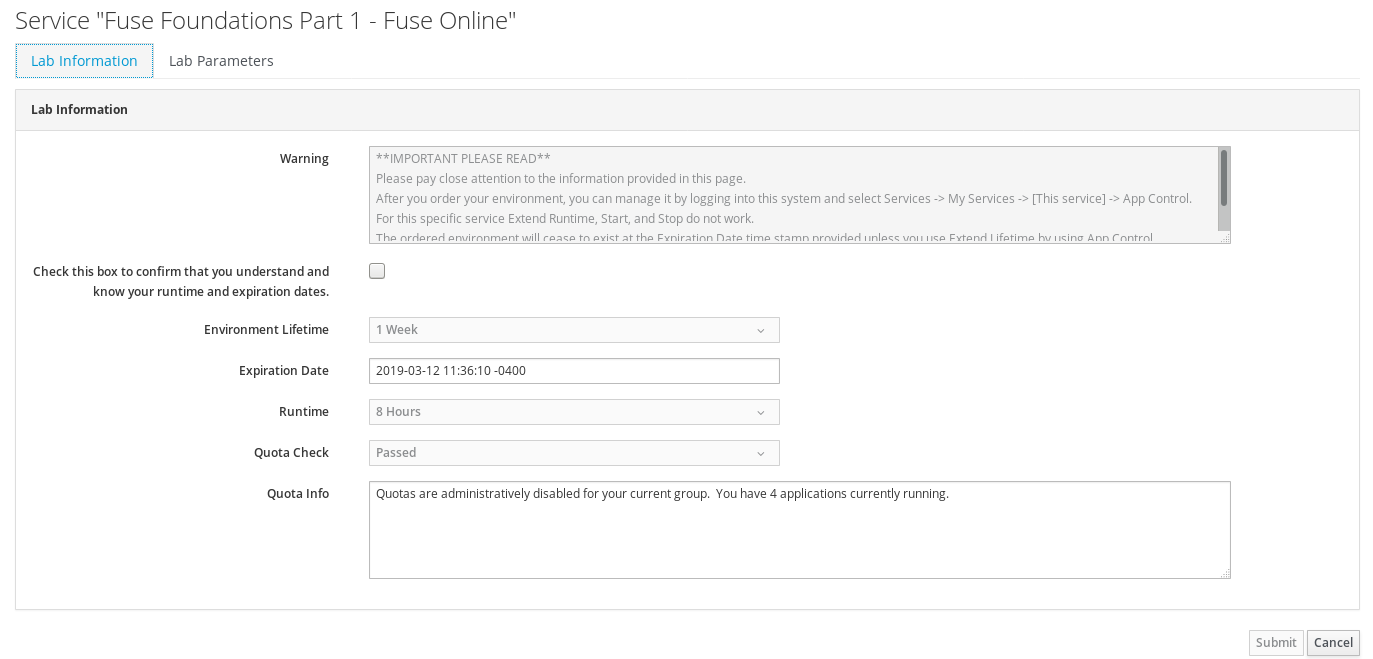 Service "Fuse Foundations Part 1 - Fuse Online"
Lab Information
Lab Parameters
Lab Information
Warning
**IMPORTANT PLEASE READ**
Please pay close attention to the information provided in this page.
After you order your environment, you can manage it by logging into this system and select Services -> My Services -> [This service] -> App Control.
For this specific service Extend Runtime, Start, and Stop do not work.
The ordered environment will cease to exist at the Expiration Date time stamp provided unless you use Extend Lifetime by using App Control
Check this box to confirm that you understand and
know your runtime and expiration dates.
Environment Lifetime
1 Week
Expiration Date
2019-03-12 11:36:10 -0400
Runtime
8 Hours
Quota Check
Passed
Quota Info
Quotas are administratively disabled for your current group.  You have 4 applications currently running.
Submit
Cancel